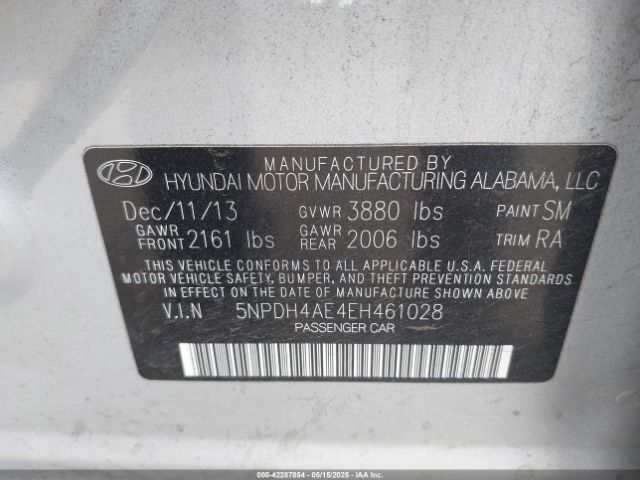 MANUFACTURED BY
HYUNDAI MOTOR MANUFACTURING ALABAMA, LLC
Dec/11/13 GVWR 3880 lbs PAINT SM
GAWR FRONT 2161 lbs GAWR REAR 2006 lbs TRIM RA
THIS VEHICLE CONFORMS TO ALL APPLICABLE U.S.A. FEDERAL
MOTOR VEHICLE SAFETY, BUMPER, AND THEFT PREVENTION STANDARDS
IN EFFECT ON THE DATE OF MANUFACTURE SHOWN ABOVE.
V.I.N 5NPDH4AE4EH461028
PASSENGER CAR
000-42287854 - 05/15/2025 - IAAI.COM Copyright